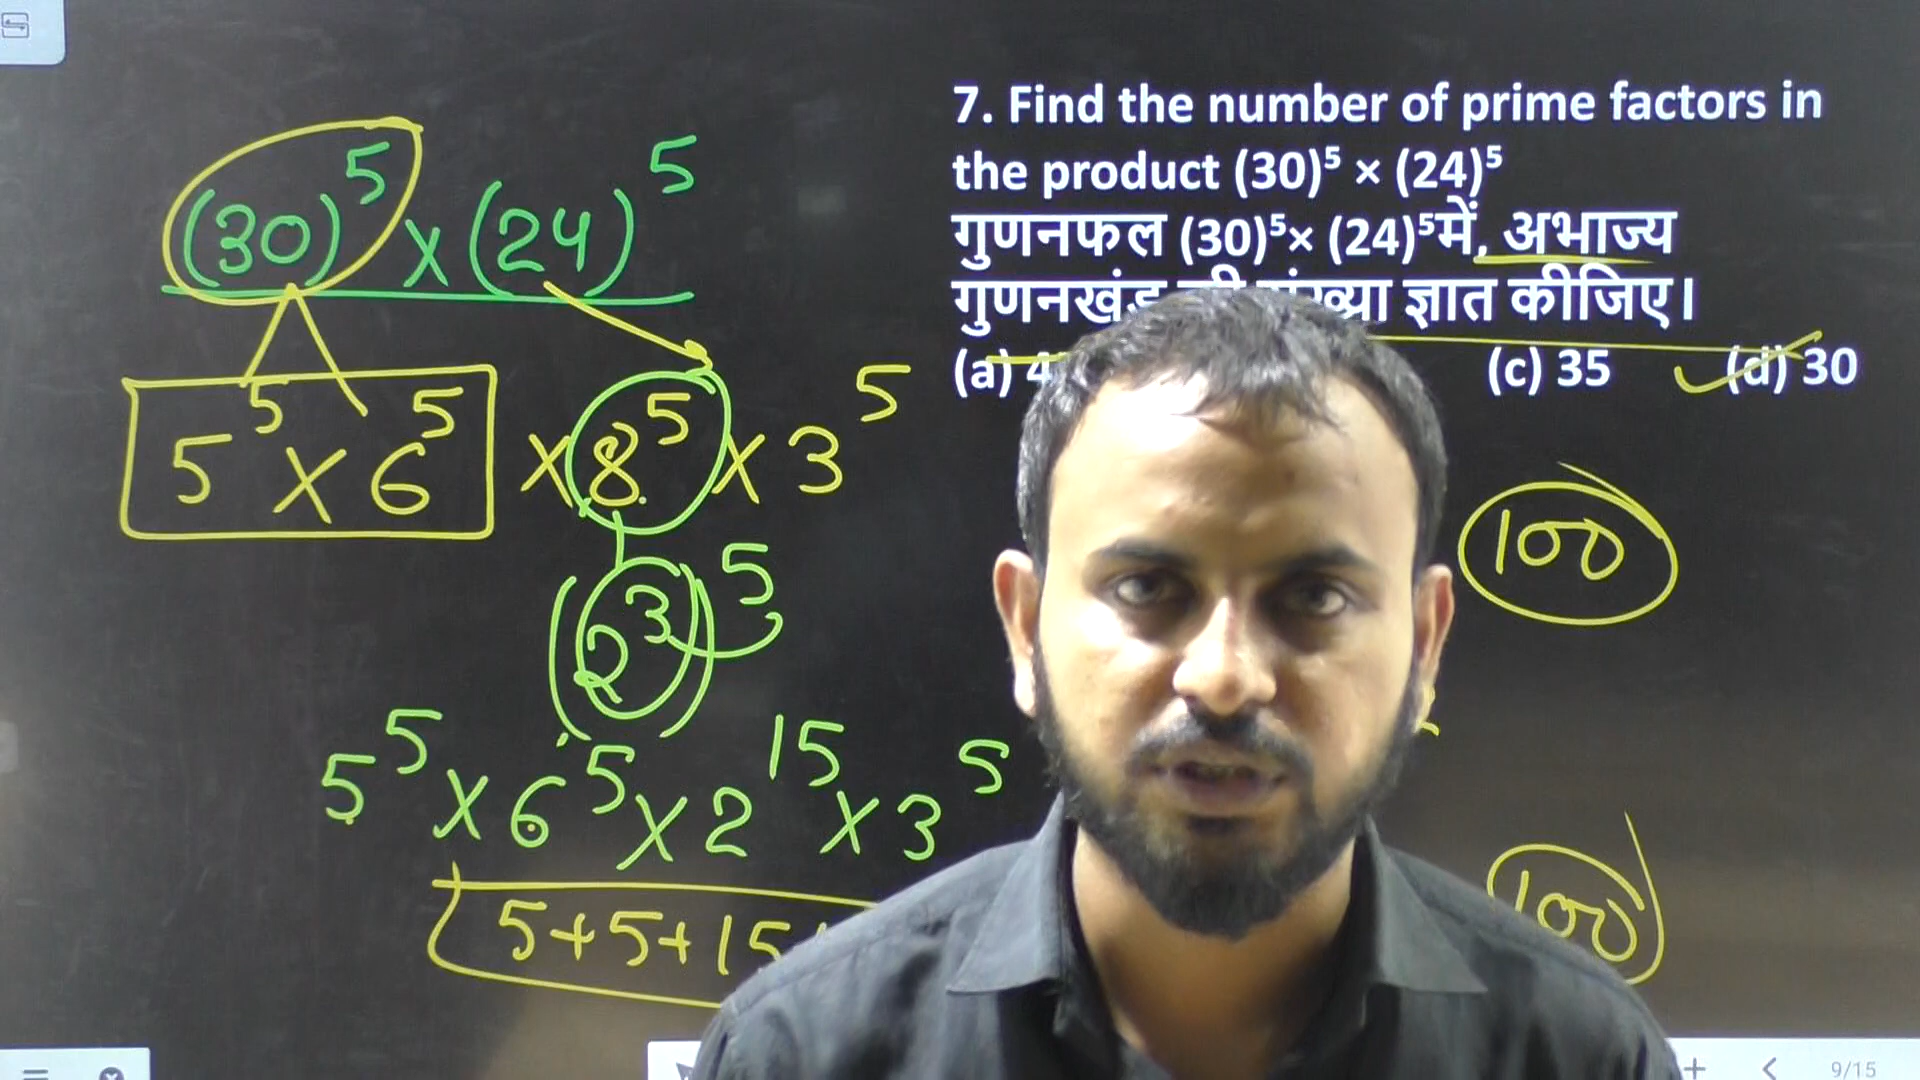 7. Find the number of prime factors in
the product (30)⁵ × (24)⁵
गुणनफल (30)⁵× (24)⁵में, अभाज्य
गुणनखंड की संख्या ज्ञात कीजिए।
(a) 4
(c) 35
(d) 30
(30)⁵ × (24)⁵
5⁵ × 6⁵ × 8⁵ × 3⁵
(2³)⁵
5⁵ × 6⁵ × 2¹⁵ × 3⁵
5+5+15
100
100
9/15